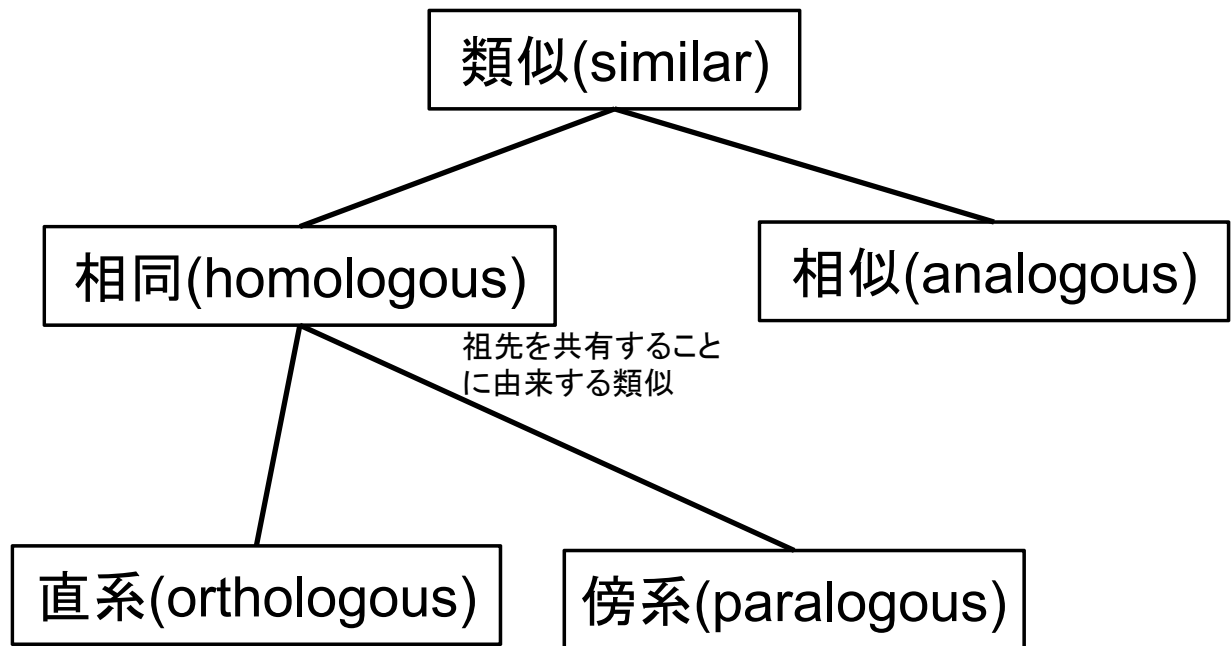 類似(similar)
相同(homologous)
相似(analogous)
祖先を共有すること
に由来する類似
直系(orthologous)
傍系(paralogous)